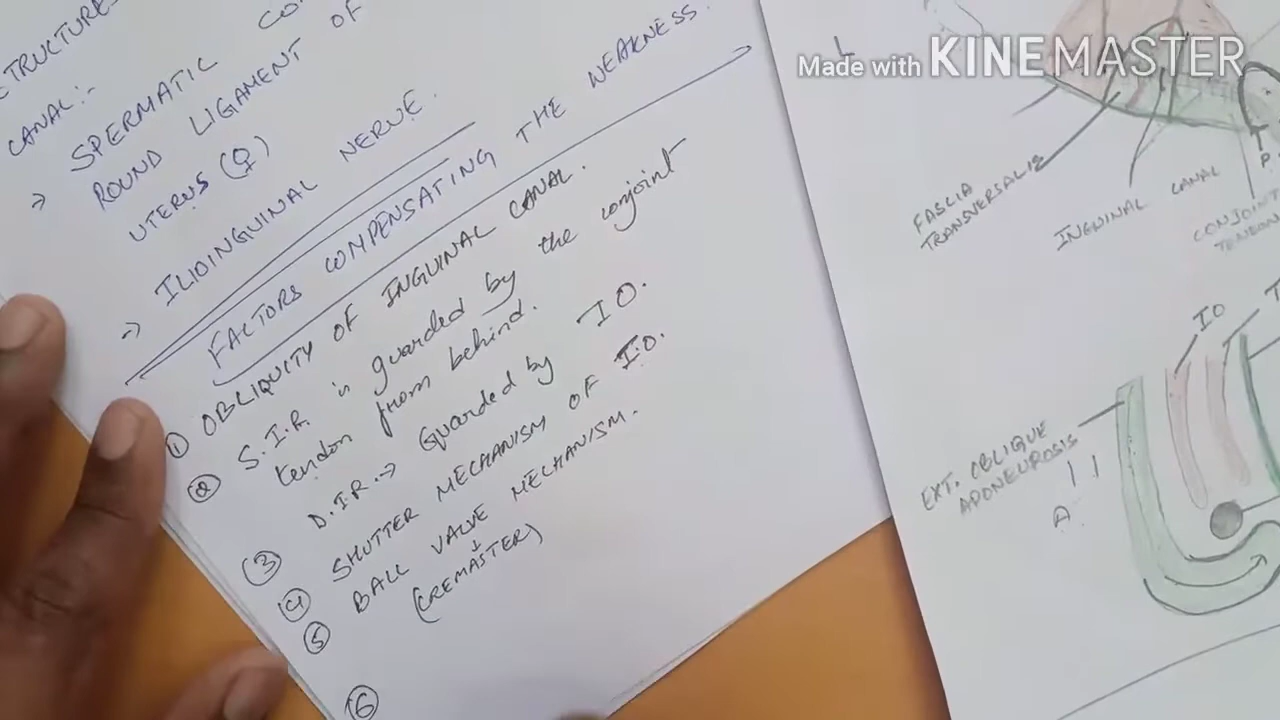 CANAL:-
→ SPERMATIC
ROUND LIGAMENT OF
UTERUS (♀)
→ ILIOINGUINAL NERVE.
FACTORS COMPENSATING THE WEAKNESS.
① OBLIQUITY OF INGUINAL CANAL.
② S.I.R. is guarded by the conjoint
tendon from behind.
③ D.I.R. → Guarded by IO.
④ SHUTTER MECHANISM OF I.O.
⑤ BALL VALVE MECHANISM.
↓
(CREMASTER)
⑥
Made with KINEMASTER
L
FASCIA
TRANSVERSALIS
INGUINAL CANAL
P.
CONJOINT
TENDON
IO
T
EXT. OBLIQUE
APONEUROSIS
A